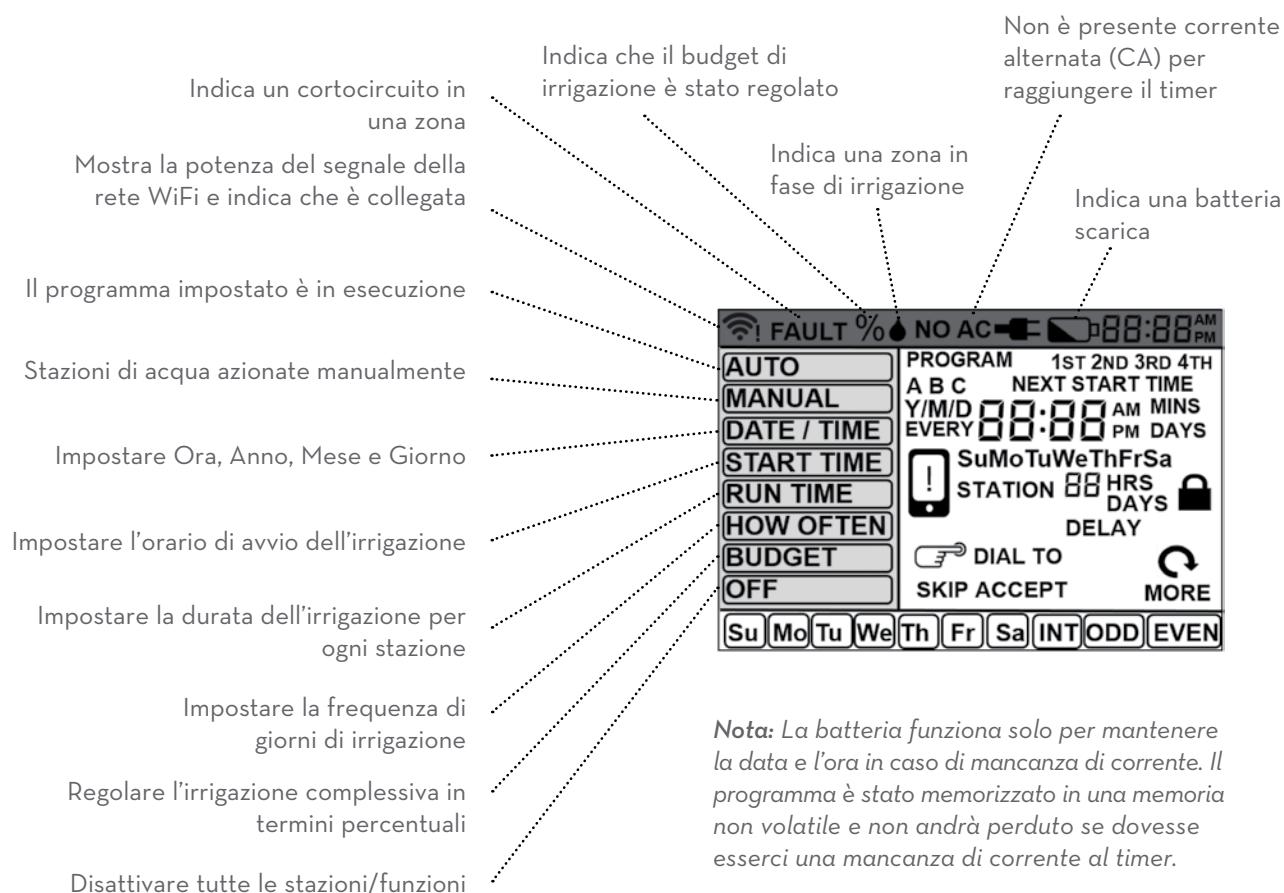 Non è presente corrente
alternata (CA) per
raggiungere il timer
Indica che il budget di
irrigazione è stato regolato
Indica un cortocircuito in
una zona
Indica una zona in
fase di irrigazione
Mostra la potenza del segnale della
rete WiFi e indica che è collegata
Indica una batteria
scarica
Il programma impostato è in esecuzione
Stazioni di acqua azionate manualmente
Impostare Ora, Anno, Mese e Giorno
Impostare l'orario di avvio dell'irrigazione
Impostare la durata dell'irrigazione per
ogni stazione
Impostare la frequenza di
giorni di irrigazione
Regolare l'irrigazione complessiva in
termini percentuali
Disattivare tutte le stazioni/funzioni
! FAULT % NO AC 88:88 AM PM
AUTO
MANUAL
DATE / TIME
START TIME
RUN TIME
HOW OFTEN
BUDGET
OFF
PROGRAM 1ST 2ND 3RD 4TH
A B C NEXT START TIME
Y/M/D 88:88 AM MINS
EVERY PM DAYS
SuMoTuWeThFrSa
! STATION 88 HRS
DAYS
DELAY
DIAL TO
SKIP ACCEPT MORE
Su Mo Tu We Th Fr Sa INT ODD EVEN
Nota: La batteria funziona solo per mantenere
la data e l'ora in caso di mancanza di corrente. Il
programma è stato memorizzato in una memoria
non volatile e non andrà perduto se dovesse
esserci una mancanza di corrente al timer.